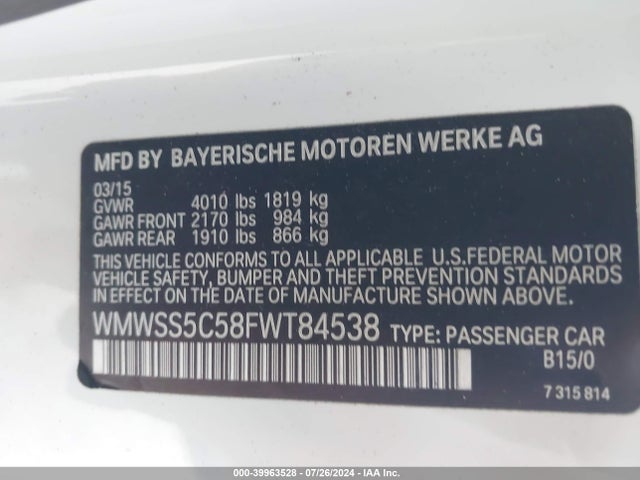 MFD BY BAYERISCHE MOTOREN WERKE AG
03/15
GVWR 4010 lbs 1819 kg
GAWR FRONT 2170 lbs 984 kg
GAWR REAR 1910 lbs 866 kg
THIS VEHICLE CONFORMS TO ALL APPLICABLE U.S.FEDERAL MOTOR
VEHICLE SAFETY, BUMPER AND THEFT PREVENTION STANDARDS
IN EFFECT ON THE DATE OF MANUFACTURE SHOWN ABOVE.
WMWSS5C58FWT84538 TYPE: PASSENGER CAR
B15/0
7 315 814
000-39963528 - 07/26/2024 - IAA Inc.